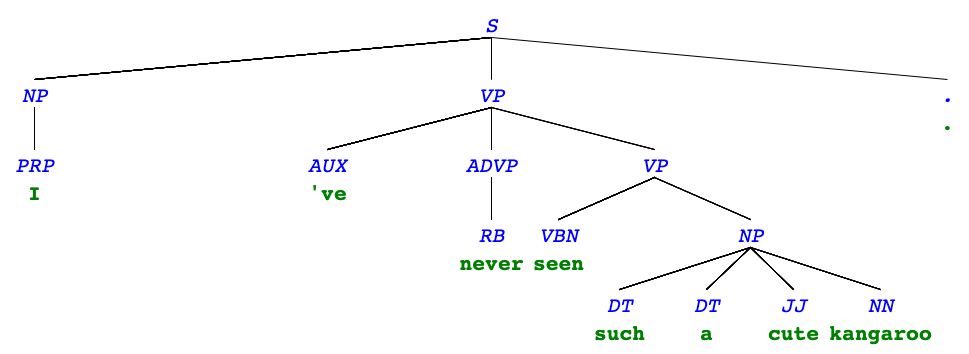 S
NP VP .
.
PRP AUX ADVP VP
I 've
RB VBN NP
never seen
DT DT JJ NN
such a cute kangaroo